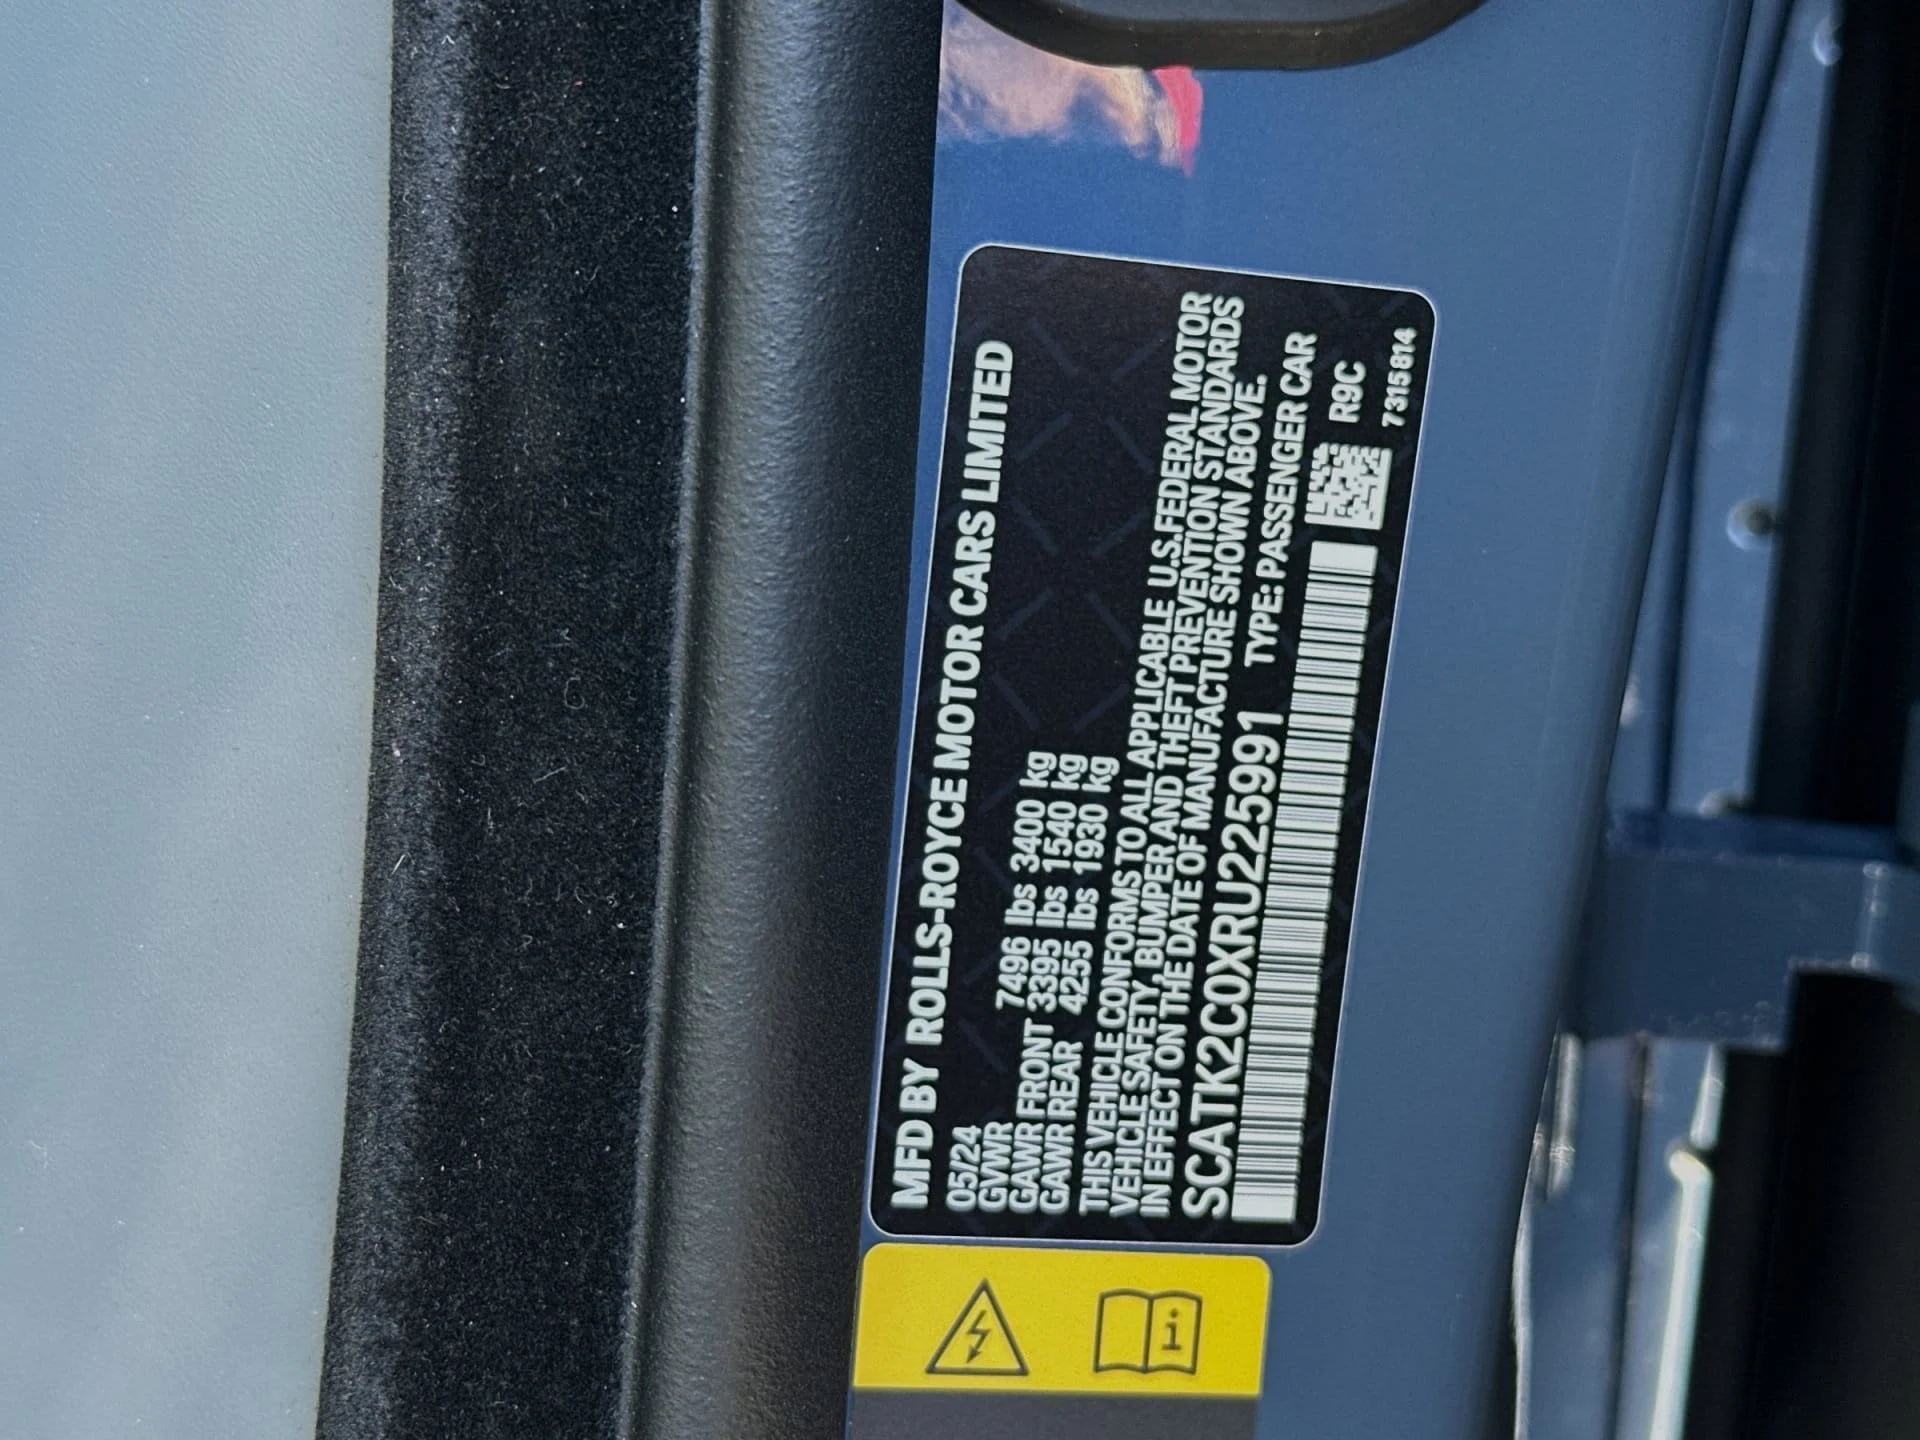 MFD BY ROLLS-ROYCE MOTOR CARS LIMITED
05/24
GVWR 7496 lbs 3400 kg
GAWR FRONT 3395 lbs 1540 kg
GAWR REAR 4255 lbs 1930 kg
THIS VEHICLE CONFORMS TO ALL APPLICABLE U.S.FEDERAL MOTOR
VEHICLE SAFETY, BUMPER AND THEFT PREVENTION STANDARDS
IN EFFECT ON THE DATE OF MANUFACTURE SHOWN ABOVE.
SCATK2C0XRU225991 TYPE: PASSENGER CAR
R9C
7315814
i